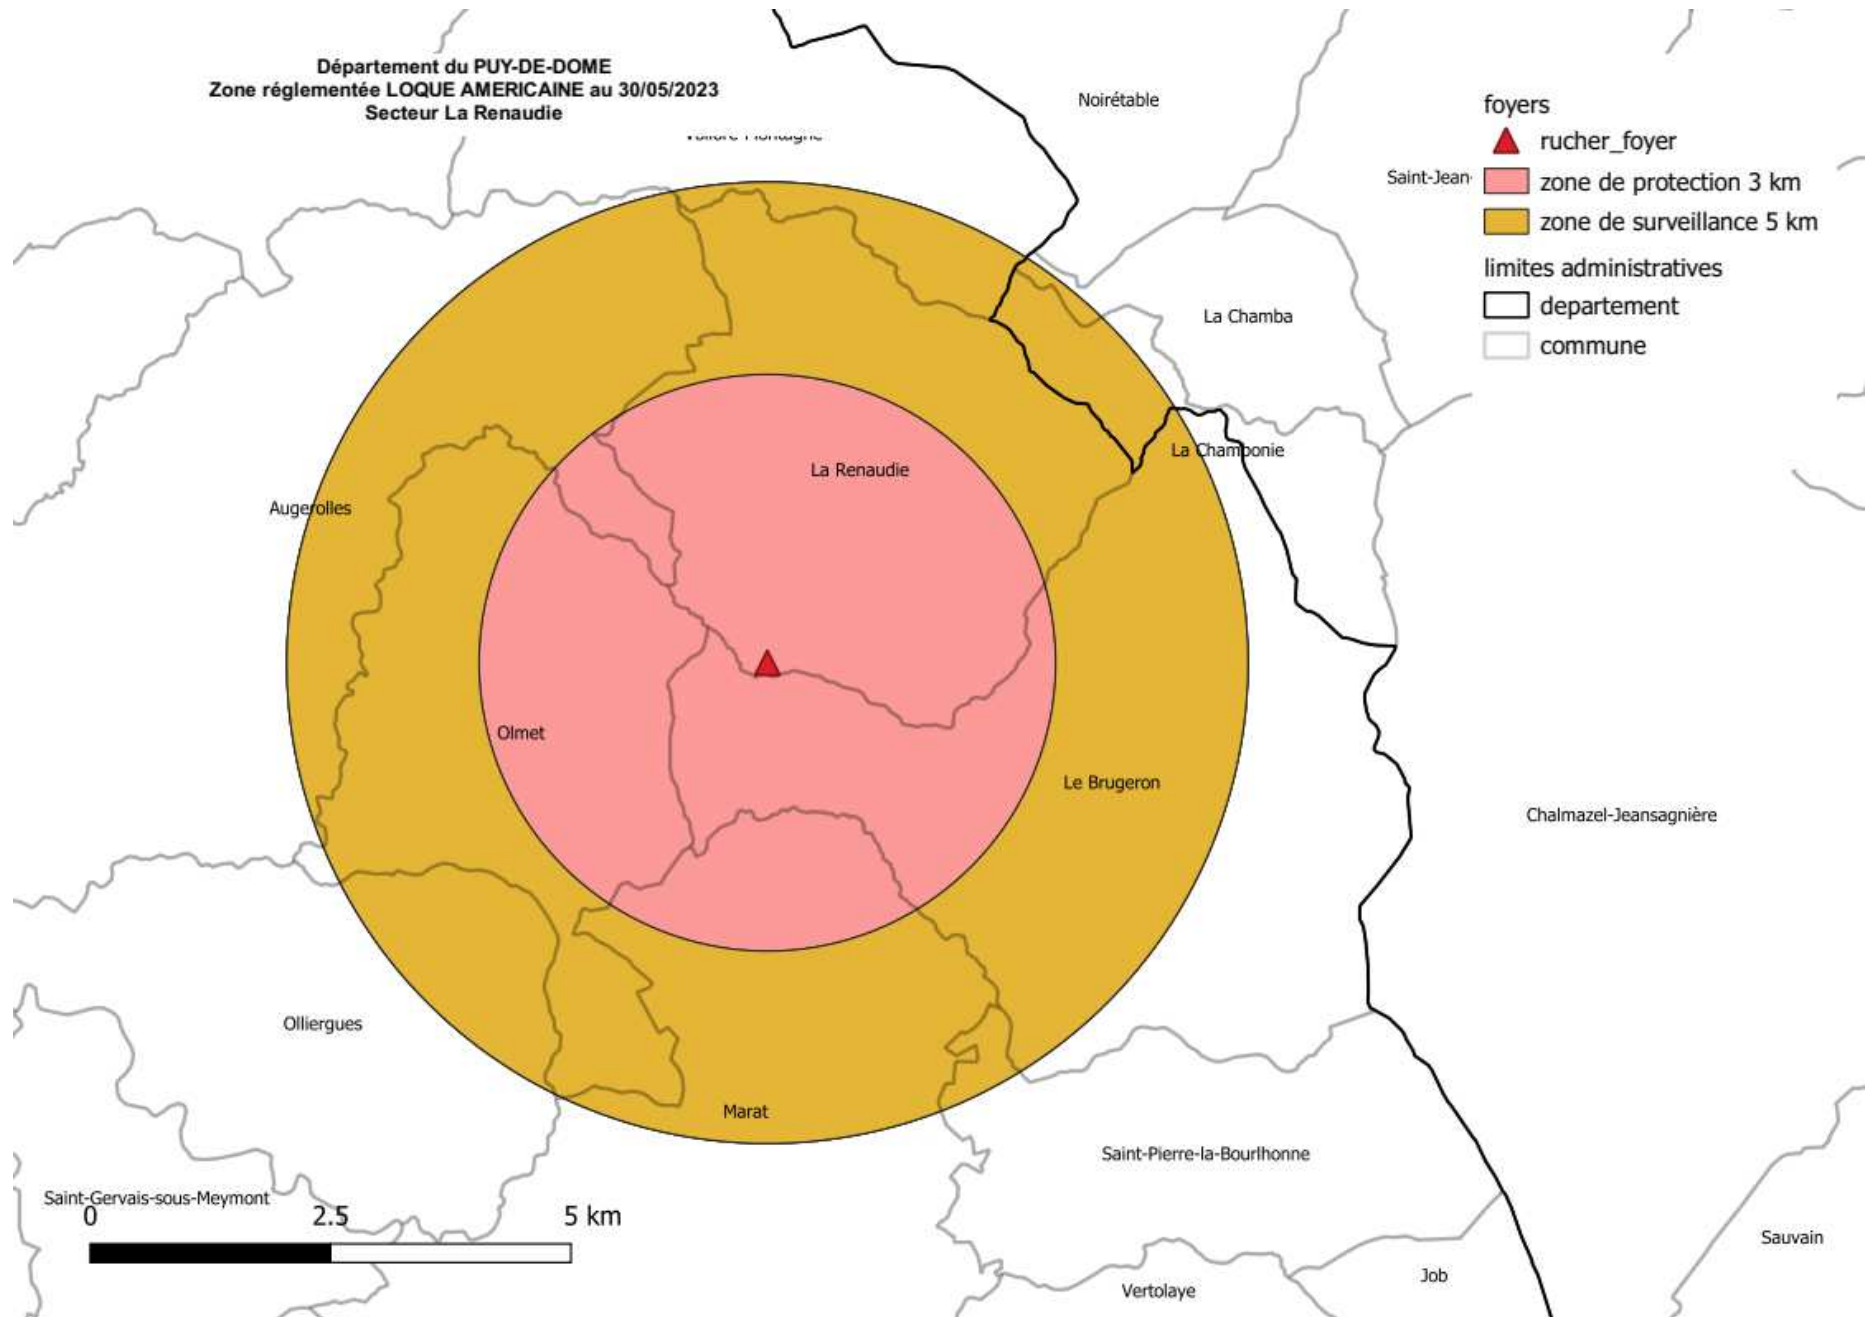 Département du PUY-DE-DOME
Zone réglementée LOQUE AMERICAINE au 30/05/2023
Secteur La Renaudie
Noirétable
foyers
rucher_foyer
Saint-Jean-
zone de protection 3 km
zone de surveillance 5 km
limites administratives
departement
commune
La Chamba
La Chambonie
La Renaudie
Augerolles
Olmet
Le Brugeron
Chalmazel-Jeansagnière
Olliergues
Marat
Saint-Pierre-la-Bourlhonne
Saint-Gervais-sous-Meymont
0 2.5 5 km
Sauvain
Job
Vertolaye